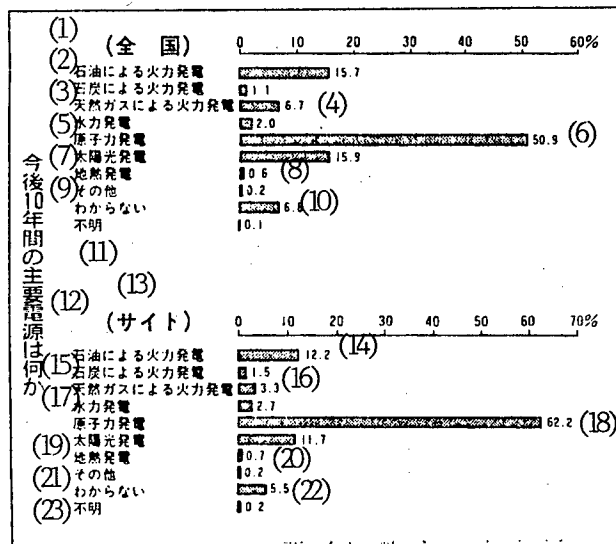 今後10年間の主要電源は何か
(1)
(全 国) 0 10 20 30 40 50 60%
(2) 石油による火力発電 15.7
(3) 石炭による火力発電 1.1
天然ガスによる火力発電 6.7 (4)
(5) 水力発電 2.0
原子力発電 50.9 (6)
(7) 太陽光発電 15.9
地熱発電 0.6 (8)
(9) その他 0.2
わからない 6.8 (10)
不明 0.1
(11)
(13)
(12)
(サイト) 0 10 20 30 40 50 60 70%
石油による火力発電 12.2 (14)
(15) 石炭による火力発電 1.5
天然ガスによる火力発電 3.3 (16)
(17) 水力発電 2.7
原子力発電 62.2 (18)
(19) 太陽光発電 11.7
地熱発電 0.7 (20)
(21) その他 0.2
わからない 5.5 (22)
(23) 不明 0.2